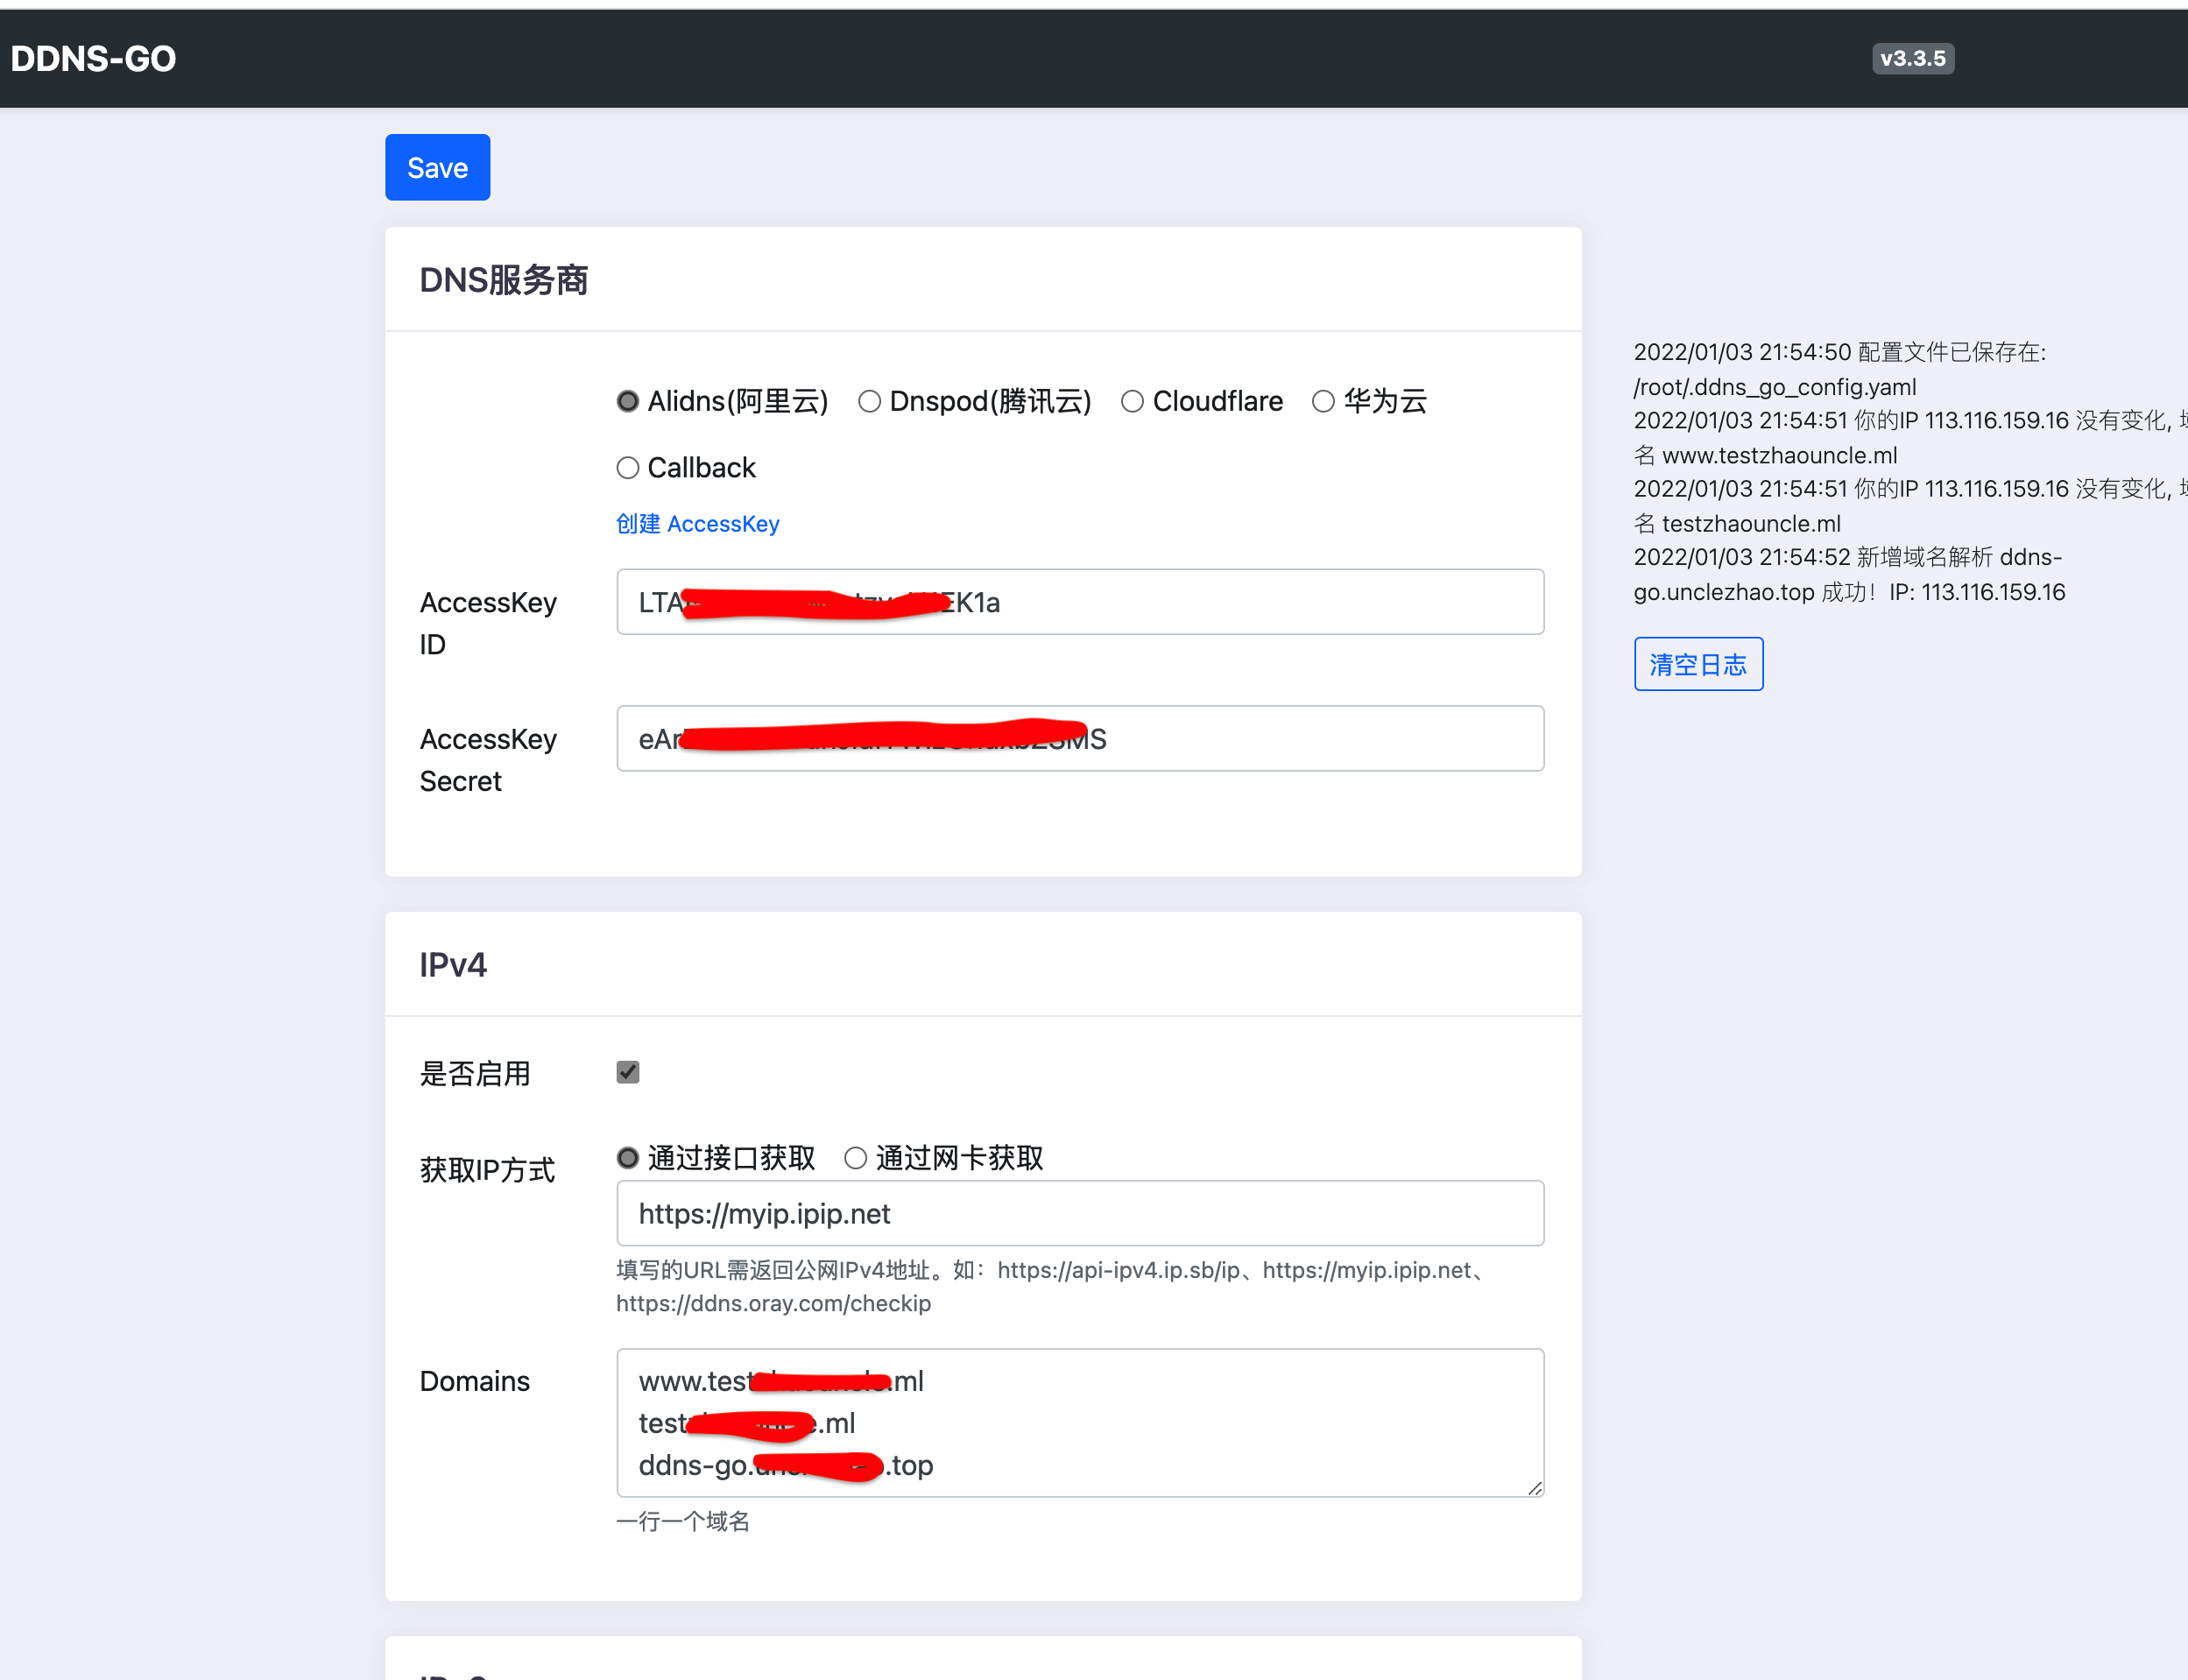 DDNS-GO
v3.3.5
Save
DNS服务商
Alidns(阿里云) Dnspod(腾讯云) Cloudflare 华为云
Callback
创建 AccessKey
AccessKey
ID
LTA EK1a
AccessKey
Secret
eAr MS
2022/01/03 21:54:50 配置文件已保存在:
/root/.ddns_go_config.yaml
2022/01/03 21:54:51 你的IP 113.116.159.16 没有变化,
名 www.testzhaouncle.ml
2022/01/03 21:54:51 你的IP 113.116.159.16 没有变化,
名 testzhaouncle.ml
2022/01/03 21:54:52 新增域名解析 ddns-
go.unclezhao.top 成功！IP: 113.116.159.16
清空日志
IPv4
是否启用
获取IP方式
通过接口获取 通过网卡获取
https://myip.ipip.net
填写的URL需返回公网IPv4地址。如：https://api-ipv4.ip.sb/ip、https://myip.ipip.net、
https://ddns.oray.com/checkip
Domains
www.test .ml
test .ml
ddns-go. .top
一行一个域名